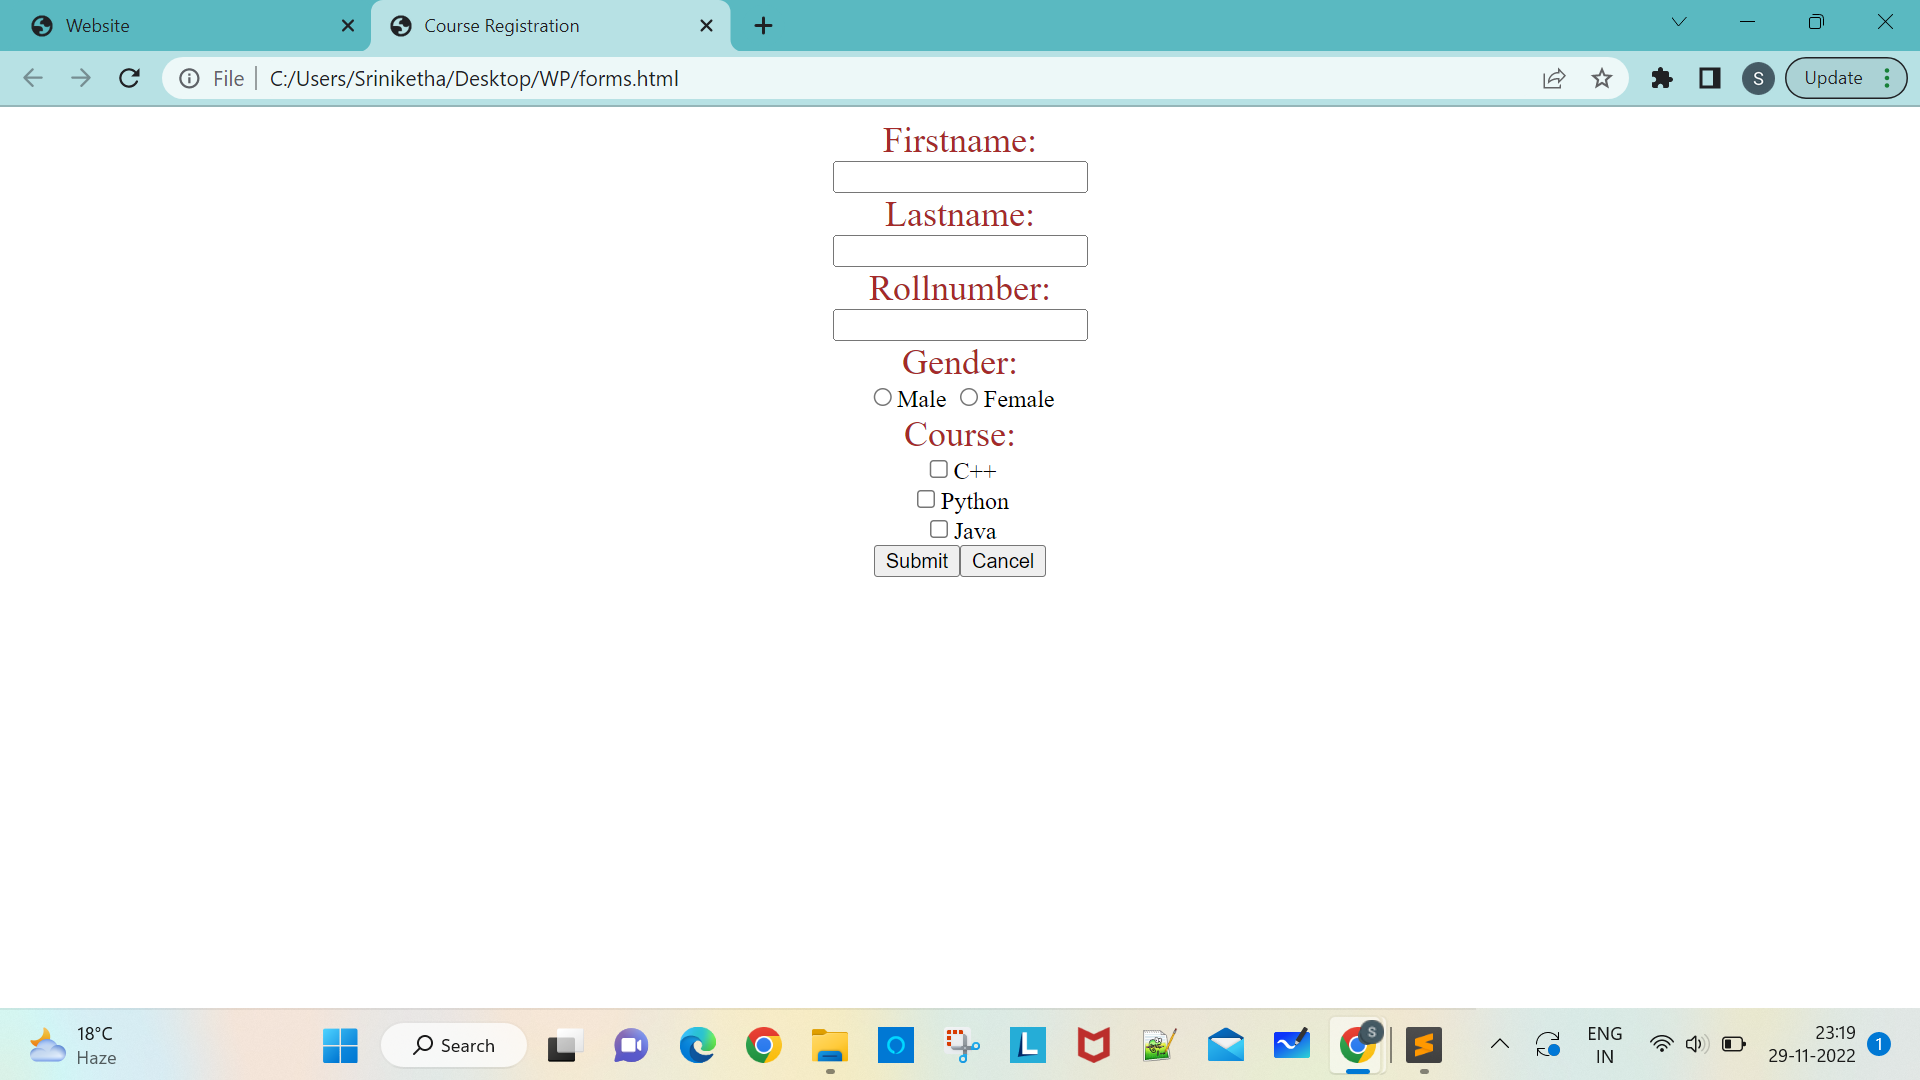 Website
Course Registration
File
C:/Users/Sriniketha/Desktop/WP/forms.html
S
Update
Firstname:
Lastname:
Rollnumber:
Gender:
Male Female
Course:
C++
Python
Java
Submit Cancel
18°C
Haze
Search
L
S
ENG
IN
23:19
29-11-2022
1